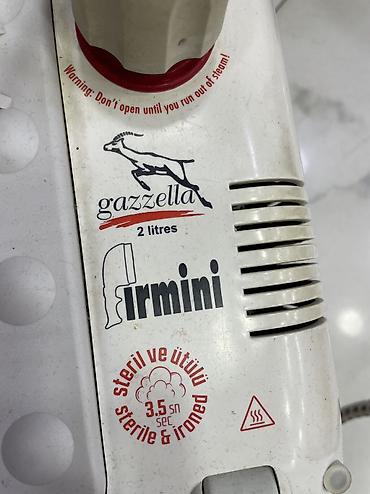 Warning: Don't open until you run out of steam!
gazzella
2 litres
Firmini
steril ve ütülü
3.5 sn
sec
sterile & ironed